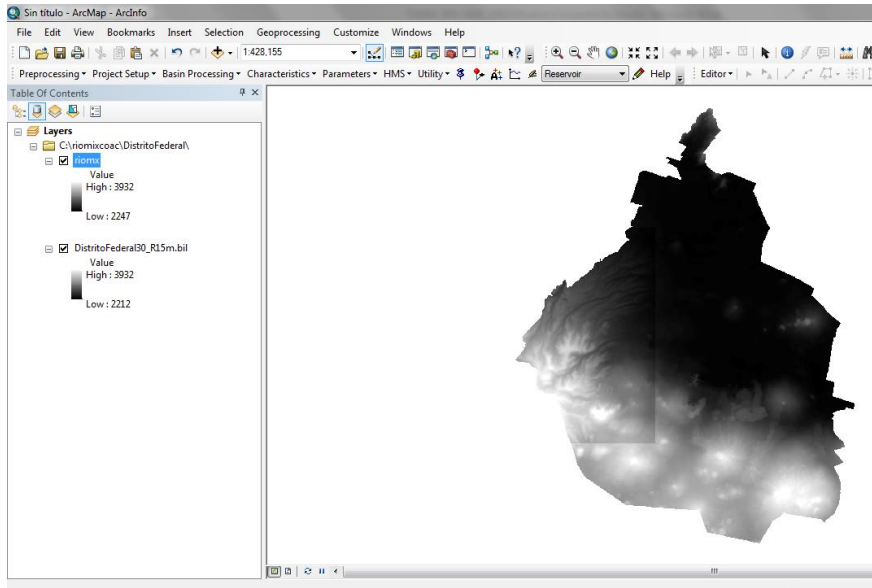 Sin título - ArcMap - ArcInfo
File Edit View Bookmarks Insert Selection Geoprocessing Customize Windows Help
1:428,155
Preprocessing Project Setup Basin Processing Characteristics Parameters HMS Utility Reservoir Help Editor
Table Of Contents
Layers
C:\riomixcoac\DistritoFederal\
riomx
Value
High : 3932
Low : 2247
DistritoFederal30_R15m.bil
Value
High : 3932
Low : 2212